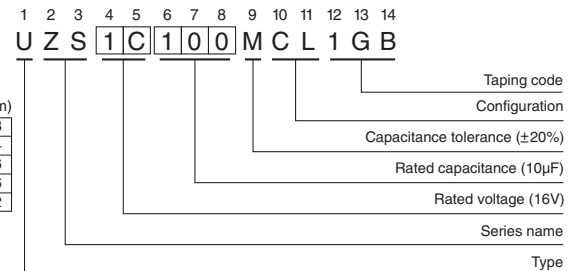 1 2 3 4 5 6 7 8 9 10 11 12 13 14
U Z S 1 C 1 0 0 M C L 1 G B
Taping code
Configuration
Capacitance tolerance (±20%)
Rated capacitance (10µF)
Rated voltage (16V)
Series name
Type